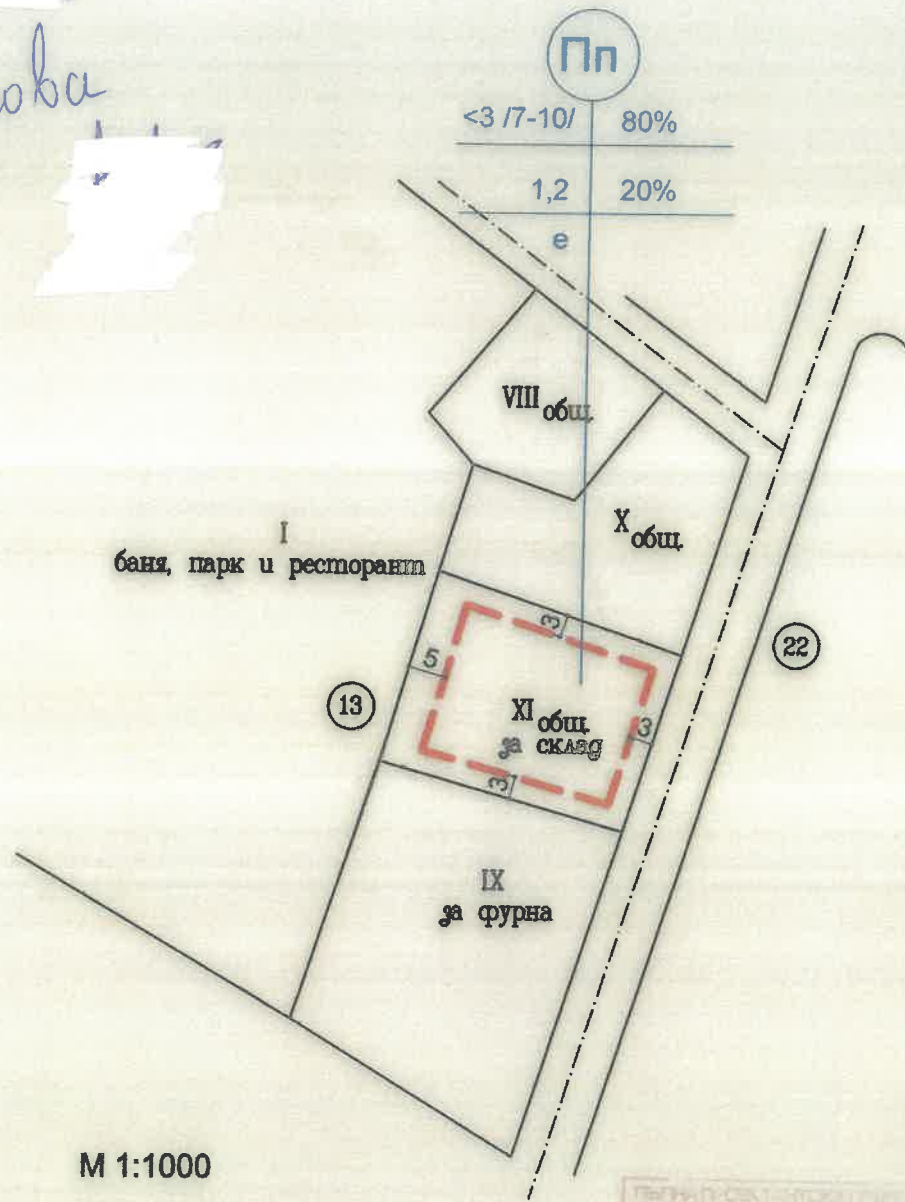 Пп
<3 /7-10/ 80%
1,2 20%
е
VIII общ.
X общ.
I
баня, парк и ресторант
22
3
5
13
XI общ.
за склад
3
3
IX
за фурна
М 1:1000